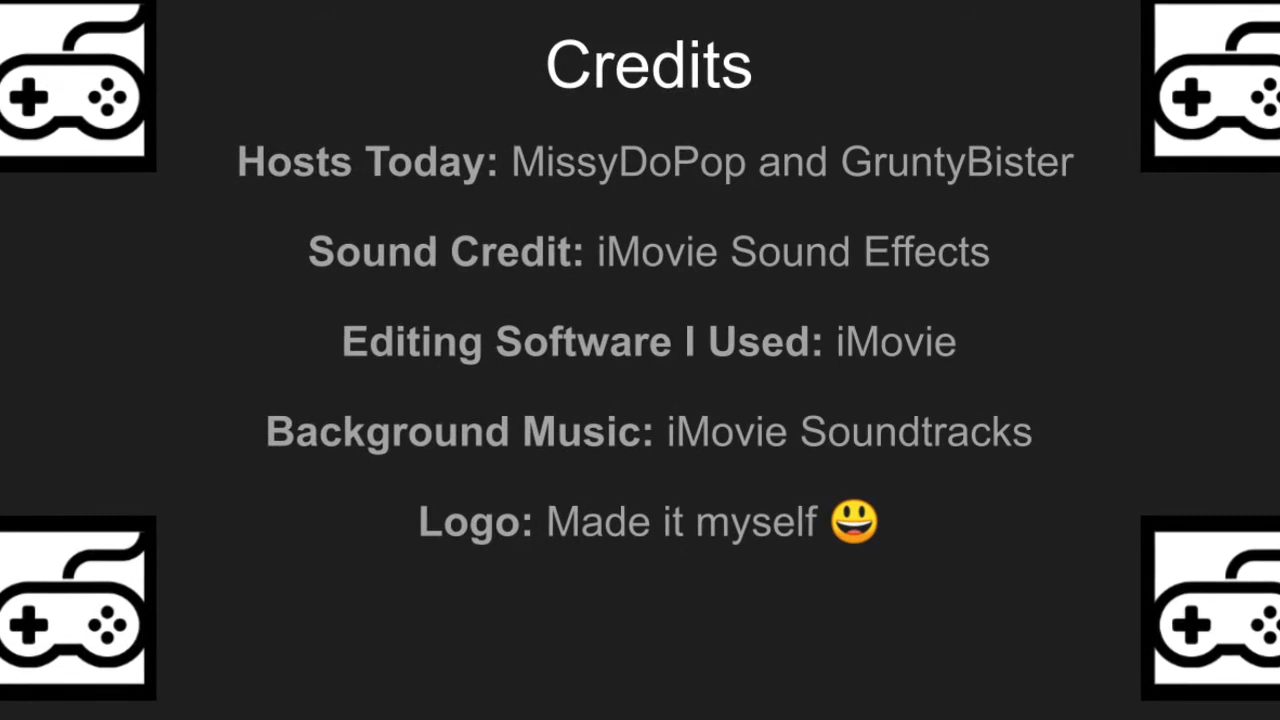 Credits
Hosts Today: MissyDoPop and GruntyBister
Sound Credit: iMovie Sound Effects
Editing Software I Used: iMovie
Background Music: iMovie Soundtracks
Logo: Made it myself 😃